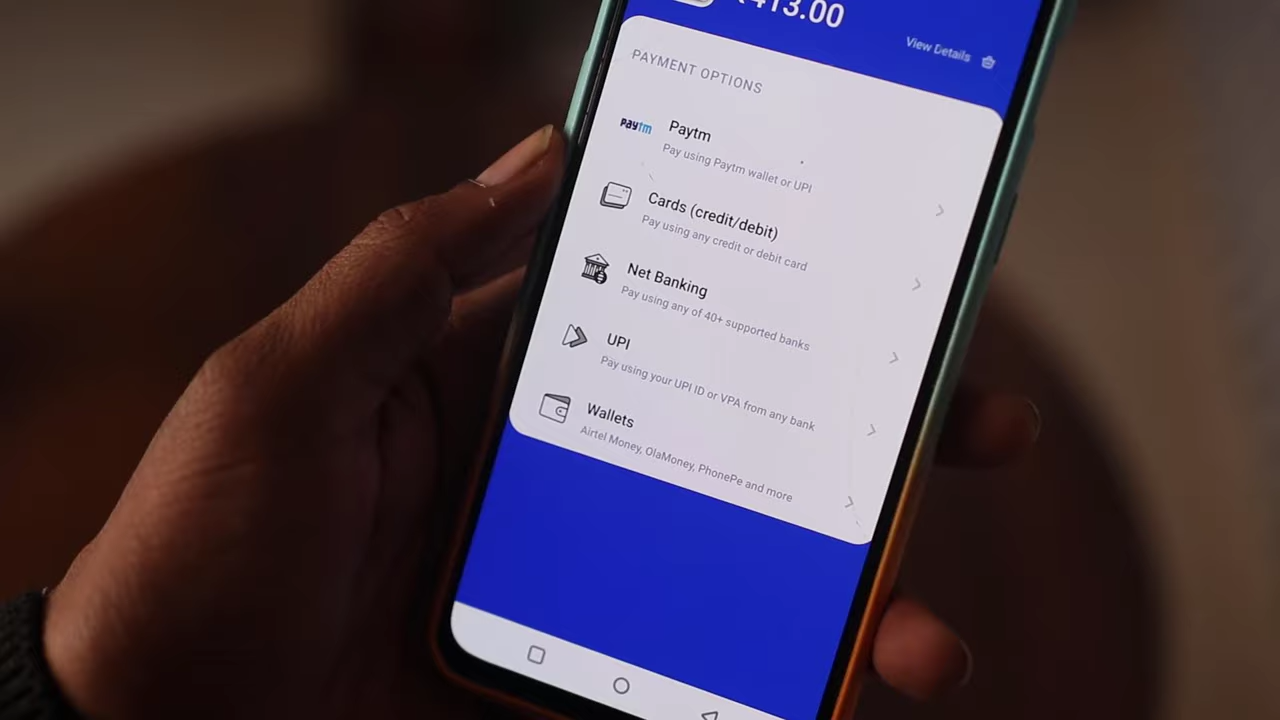 ₹413.00
View Details
PAYMENT OPTIONS
paytm
Paytm
Pay using Paytm wallet or UPI
Cards (credit/debit)
Pay using any credit or debit card
Net Banking
Pay using any of 40+ supported banks
UPI
Pay using your UPI ID or VPA from any bank
Wallets
Airtel Money, OlaMoney, PhonePe and more